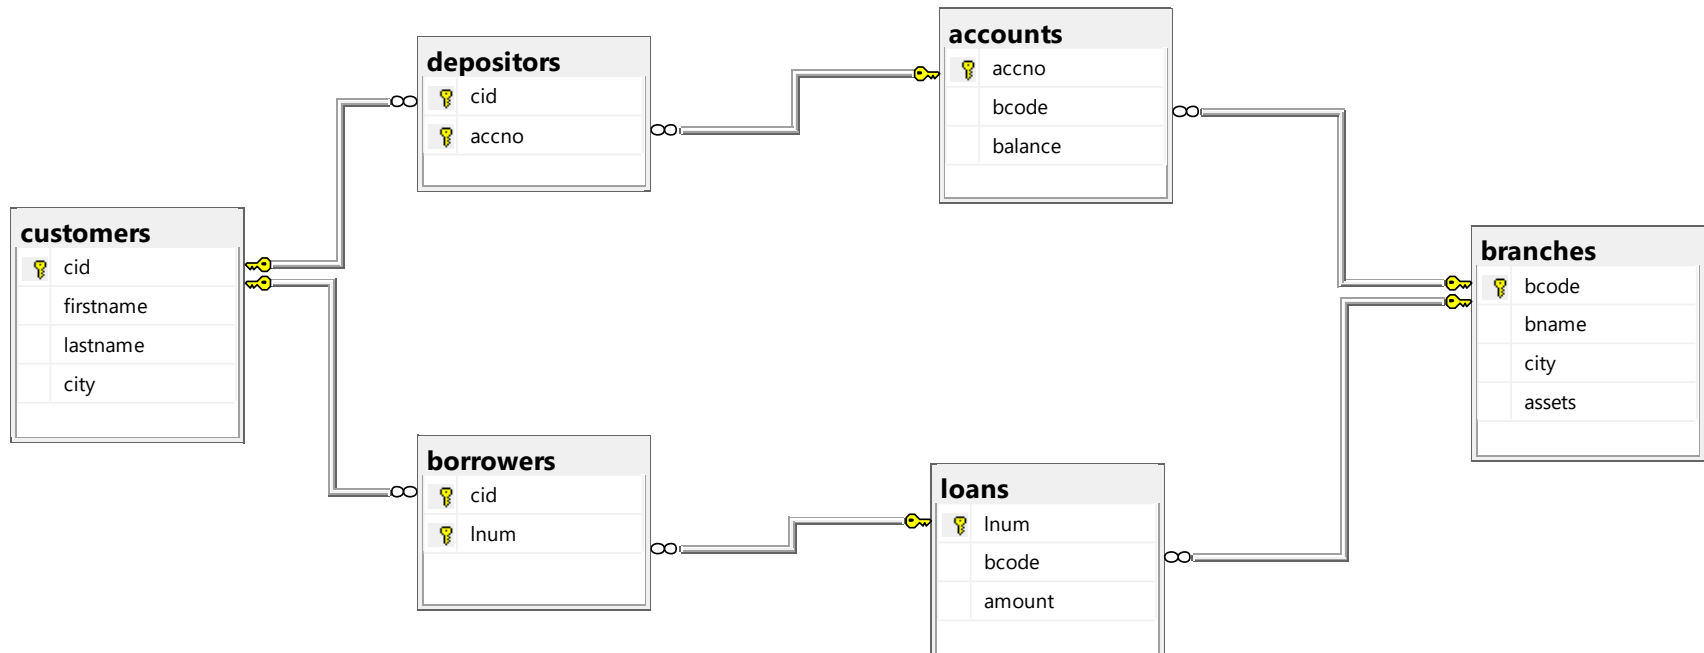 depositors
cid
accno
accounts
accno
bcode
balance
customers
cid
firstname
lastname
city
branches
bcode
bname
city
assets
borrowers
cid
lnum
loans
lnum
bcode
amount